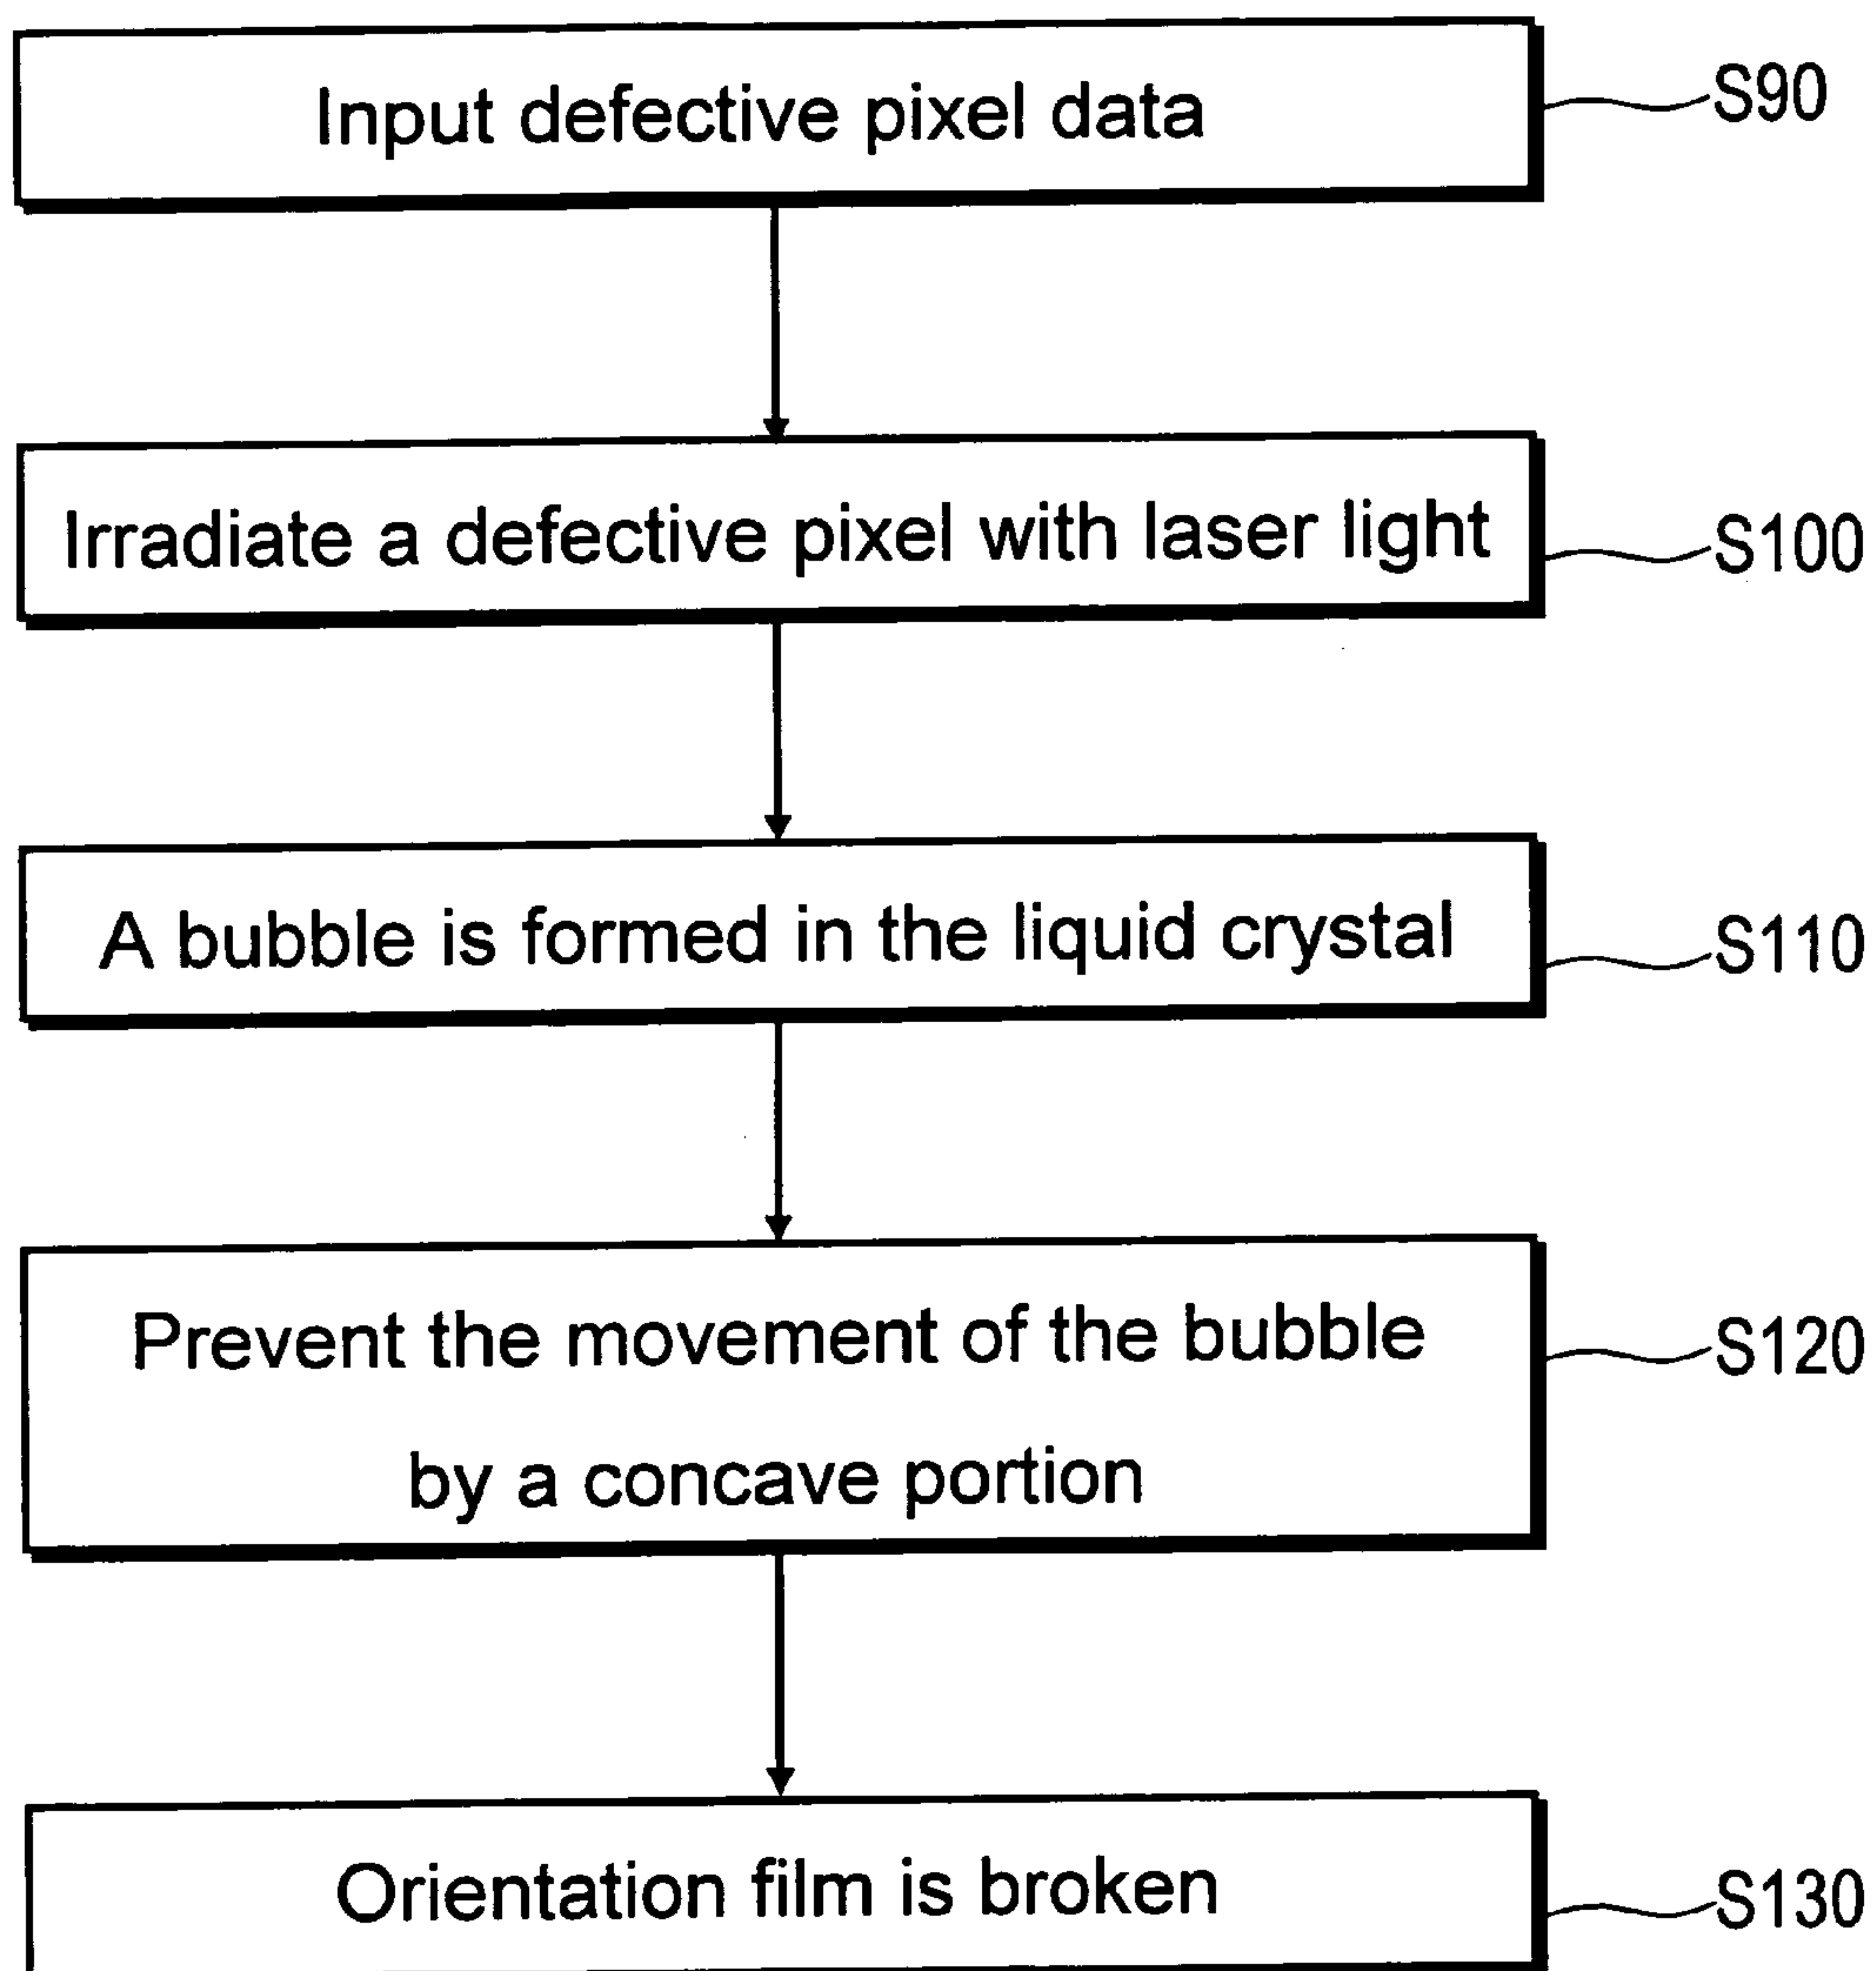 Input defective pixel data
S90
Irradiate a defective pixel with laser light
S100
A bubble is formed in the liquid crystal
S110
Prevent the movement of the bubble
by a concave portion
S120
Orientation film is broken
S130